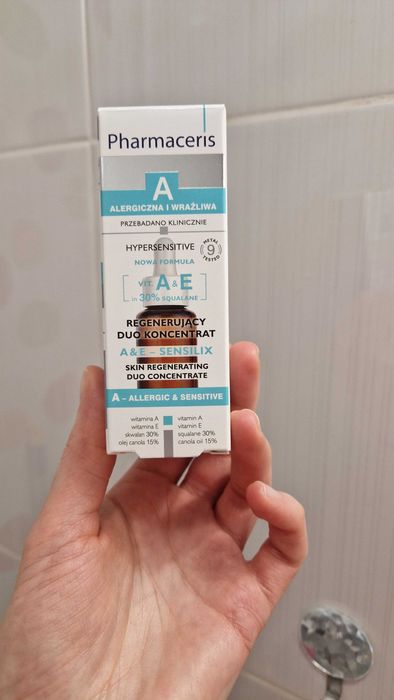 Pharmaceris
A
ALERGICZNA I WRAŻLIWA
PRZEBADANO KLINICZNIE
HYPERSENSITIVE
METAL
9
TESTED
NOWA FORMUŁA
VIT. A & E
in 30% SQUALANE
REGENERUJĄCY
DUO KONCENTRAT
A&E – SENSILIX
SKIN REGENERATING
DUO CONCENTRATE
A – ALLERGIC & SENSITIVE
witamina A
witamina E
skwalan 30%
olej canola 15%
vitamin A
vitamin E
squalane 30%
canola oil 15%